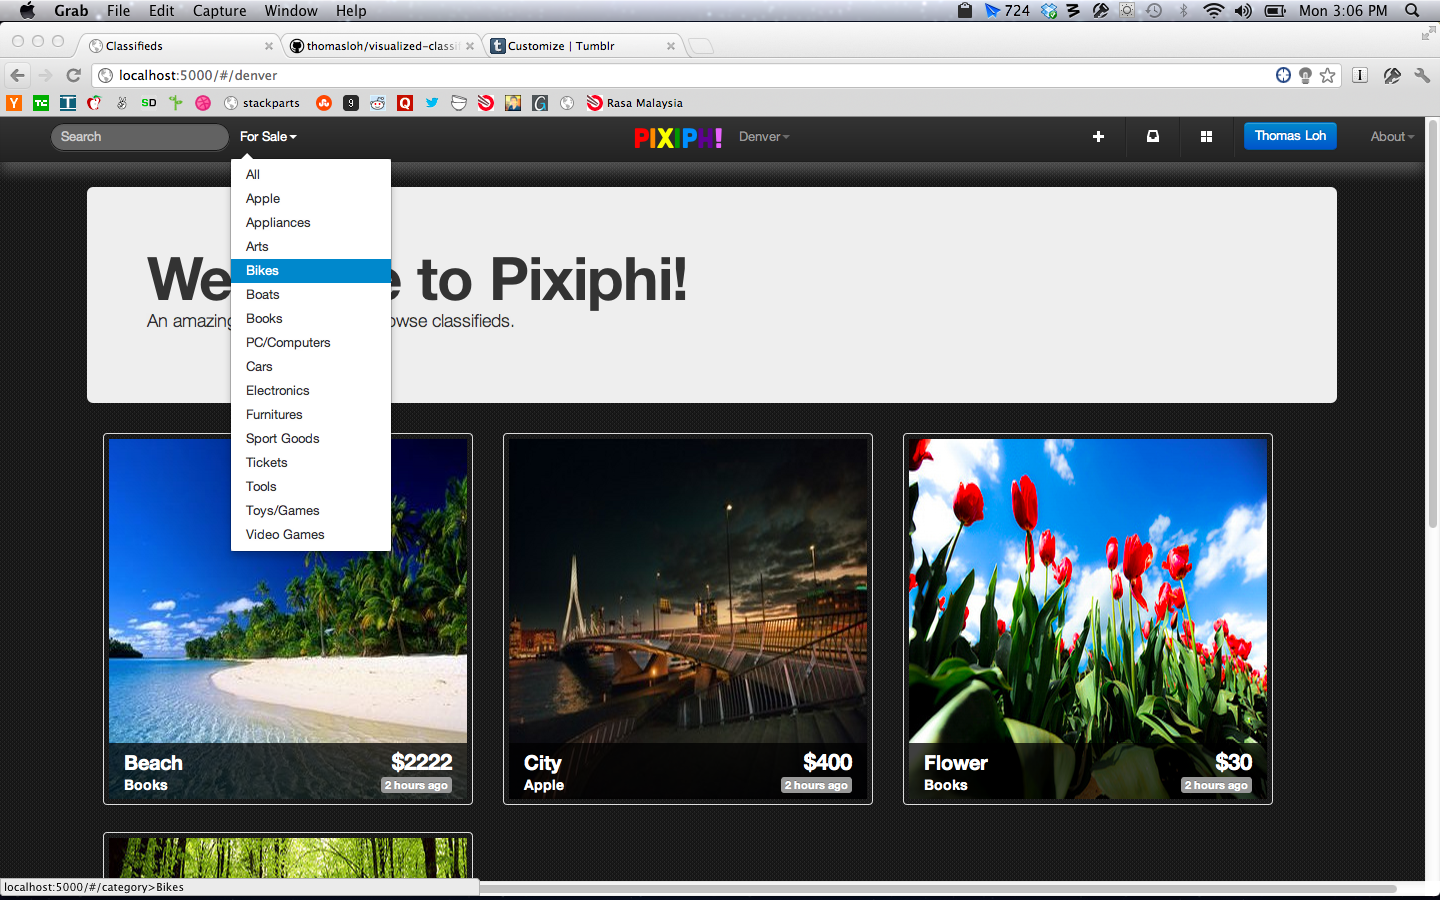 Grab File Edit Capture Window Help 724 Mon 3:06 PM
Classifieds thomasloh/visualized-classif Customize | Tumblr
localhost:5000/#/denver
stackparts Rasa Malaysia
Search For Sale PIXIPH! Denver Thomas Loh About
All
Apple
Appliances
Arts
Bikes
Boats
Books
PC/Computers
Cars
Electronics
Furnitures
Sport Goods
Tickets
Tools
Toys/Games
Video Games
We e to Pixiphi!
An amazing owse classifieds.
Beach $2222
Books 2 hours ago
City $400
Apple 2 hours ago
Flower $30
Books 2 hours ago
localhost:5000/#/category>Bikes